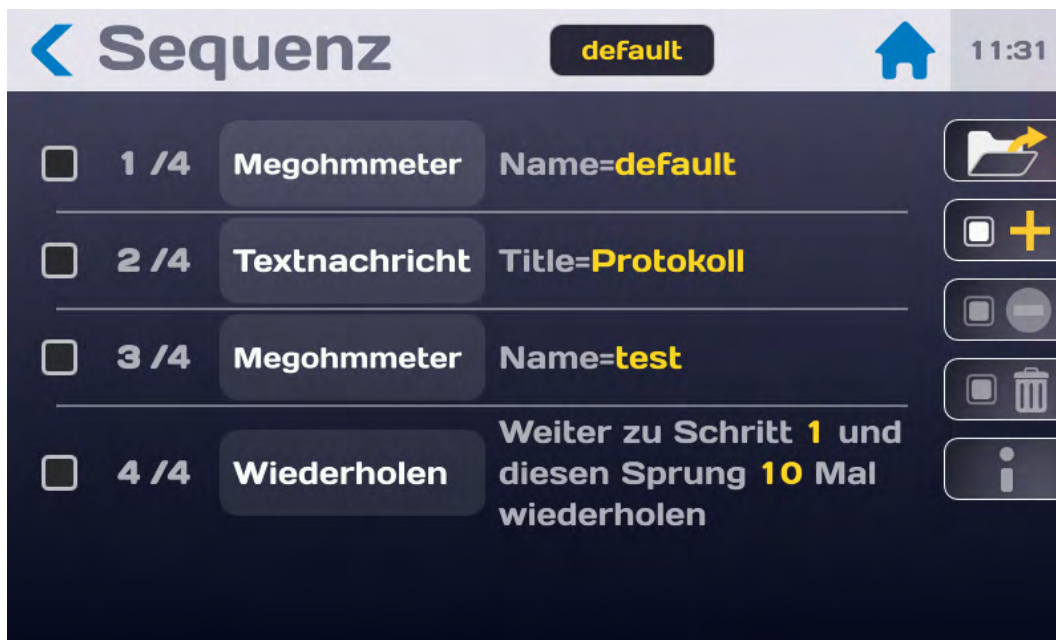 Sequenz
default
11:31
1 /4 Megohmmeter Name=default
2 /4 Textnachricht Title=Protokoll
3 /4 Megohmmeter Name=test
4 /4 Wiederholen Weiter zu Schritt 1 und
diesen Sprung 10 Mal
wiederholen